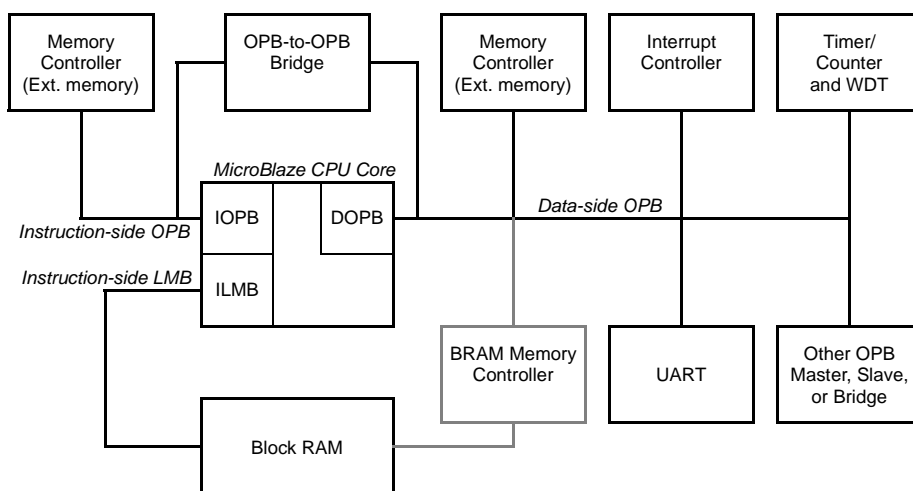 Memory
Controller
(Ext. memory)
OPB-to-OPB
Bridge
Memory
Controller
(Ext. memory)
Interrupt
Controller
Timer/
Counter
and WDT
MicroBlaze CPU Core
IOPB
DOPB
Data-side OPB
Instruction-side OPB
Instruction-side LMB
ILMB
BRAM Memory
Controller
UART
Other OPB
Master, Slave,
or Bridge
Block RAM